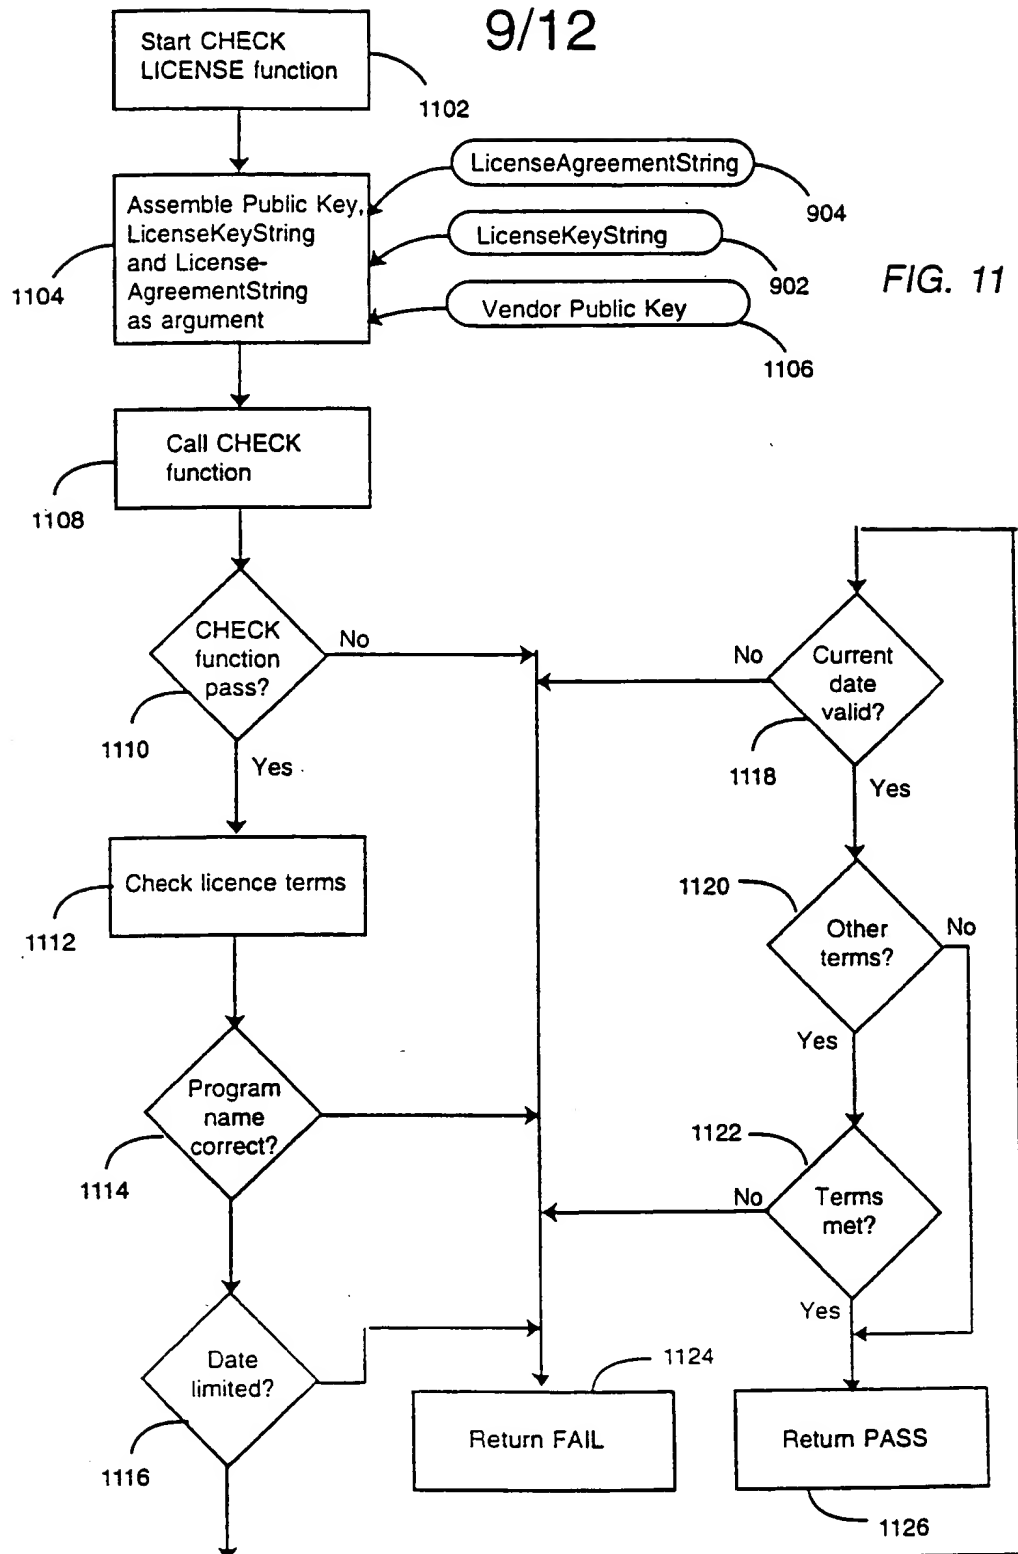 9/12
Start CHECK
LICENSE function
1102
LicenseAgreementString
904
Assemble Public Key,
LicenseKeyString
and License-
AgreementString
as argument
1104
LicenseKeyString
902
FIG. 11
Vendor Public Key
1106
Call CHECK
function
1108
CHECK
function
pass?
No
1110
Yes
No
Current
date
valid?
1118
Yes
Check licence terms
1112
1120
Other
terms?
No
Yes
Program
name
correct?
1114
1122
No
Terms
met?
Yes
Date
limited?
1116
1124
Return FAIL
Return PASS
1126